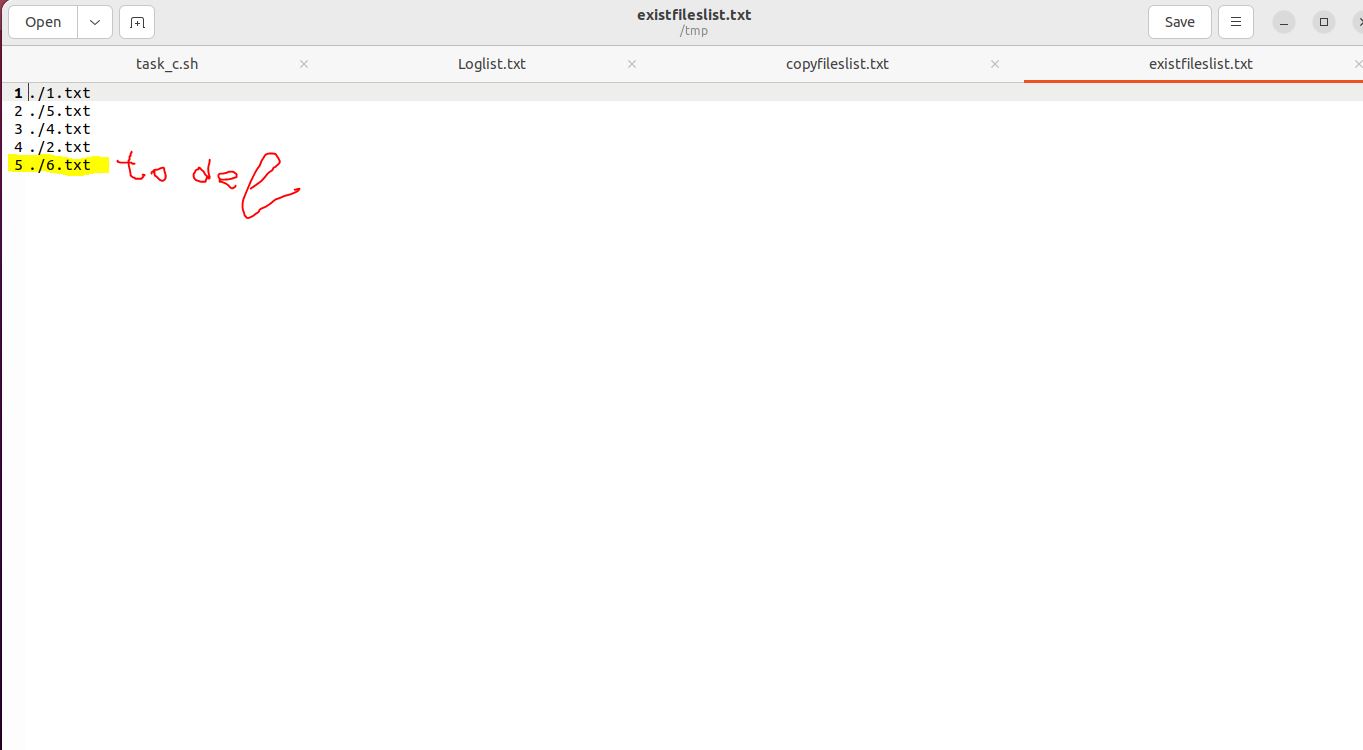 Open
existfileslist.txt
/tmp
Save
task_c.sh
Loglist.txt
copyfileslist.txt
existfileslist.txt
1 ./1.txt
2 ./5.txt
3 ./4.txt
4 ./2.txt
5 ./6.txt to del